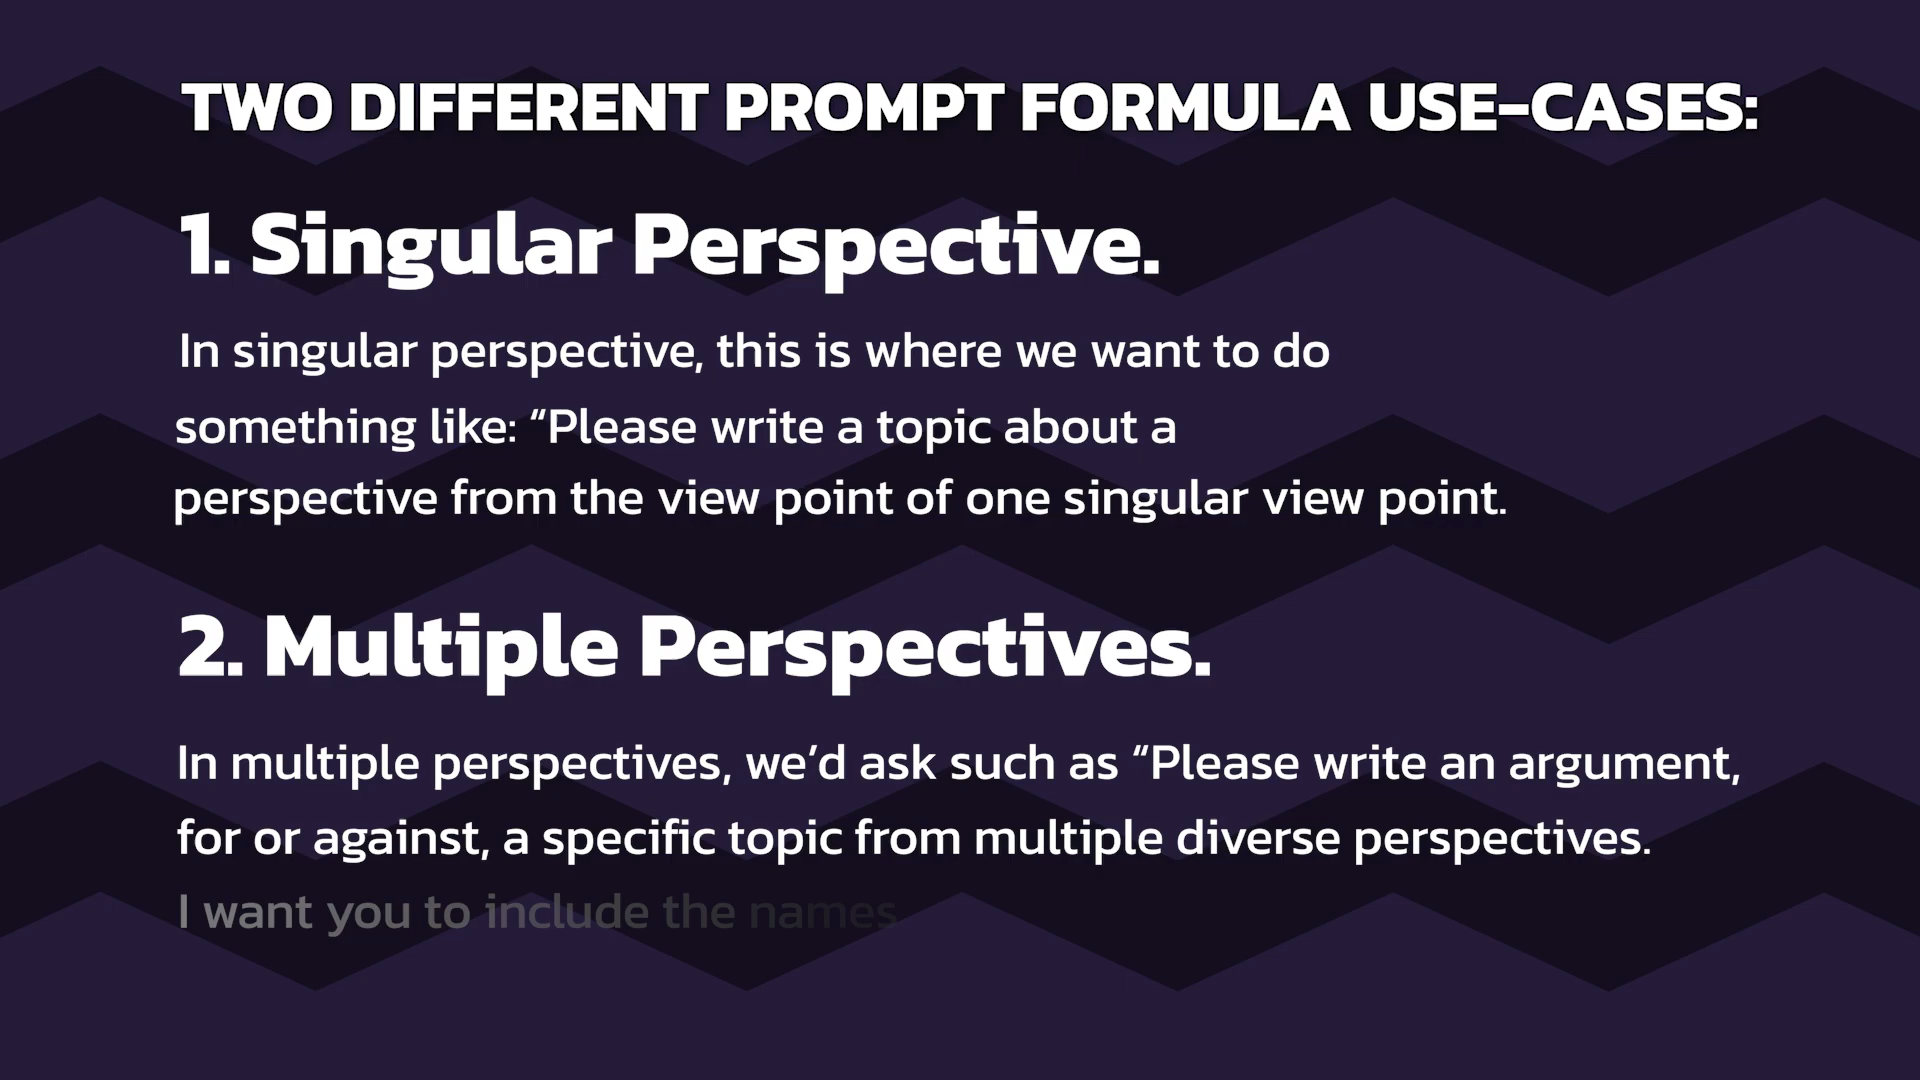 TWO DIFFERENT PROMPT FORMULA USE-CASES:
1. Singular Perspective.
In singular perspective, this is where we want to do
something like: “Please write a topic about a
perspective from the view point of one singular view point.
2. Multiple Perspectives.
In multiple perspectives, we’d ask such as “Please write an argument,
for or against, a specific topic from multiple diverse perspectives.
I want you to include the names